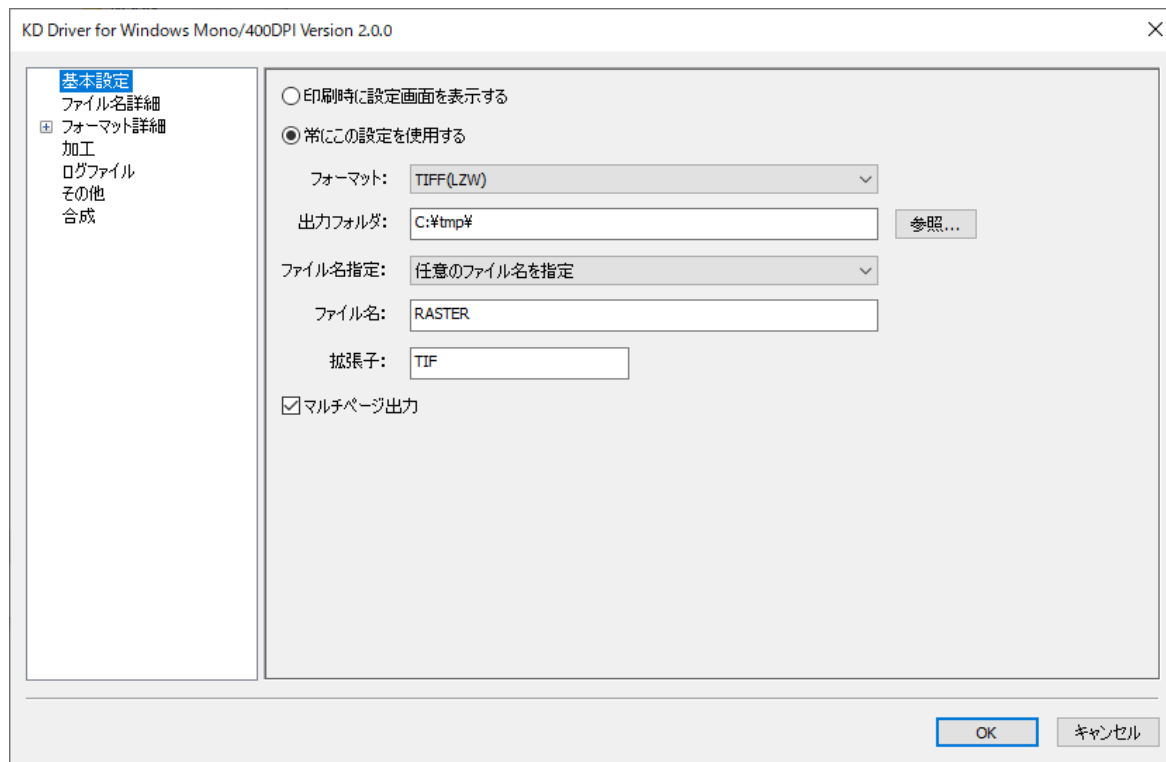 KD Driver for Windows Mono/400DPI Version 2.0.0
基本設定
ファイル名詳細
フォーマット詳細
加工
ログファイル
その他
合成
印刷時に設定画面を表示する
常にこの設定を使用する
フォーマット: TIFF(LZW)
出力フォルダ: C:¥tmp¥ 参照...
ファイル名指定: 任意のファイル名を指定
ファイル名: RASTER
拡張子: TIF
マルチページ出力
OK キャンセル